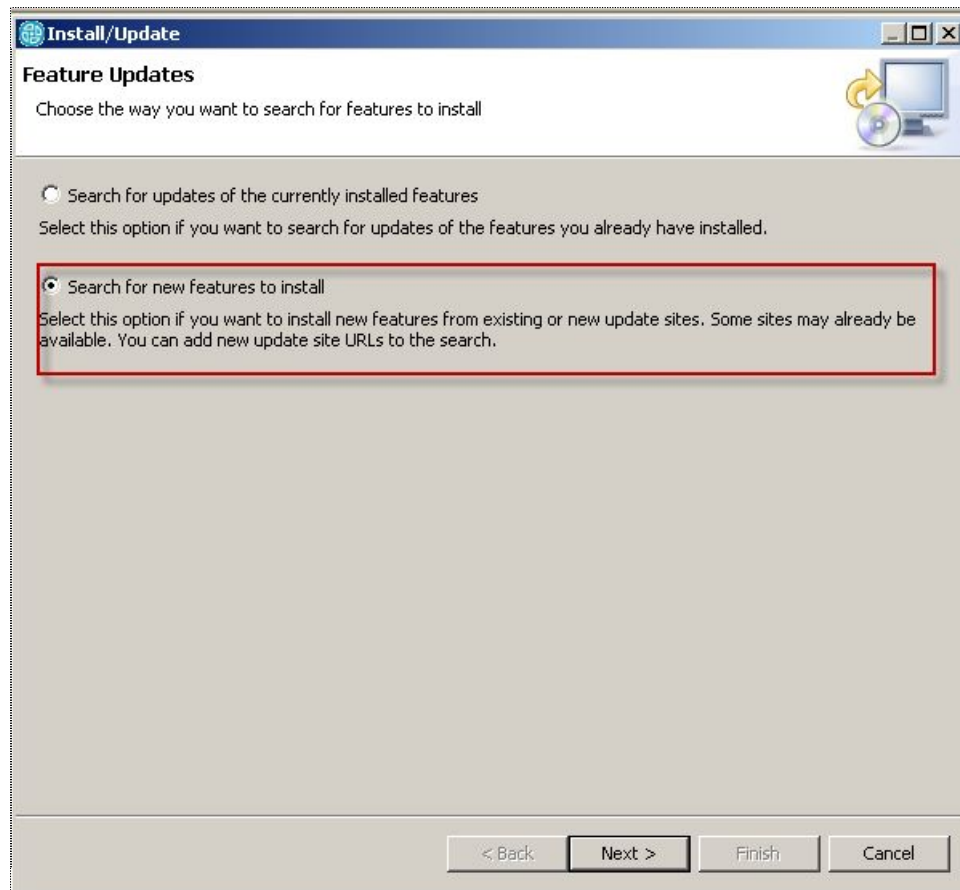 Install/Update
Feature Updates
Choose the way you want to search for features to install
Search for updates of the currently installed features
Select this option if you want to search for updates of the features you already have installed.
Search for new features to install
Select this option if you want to install new features from existing or new update sites. Some sites may already be
available. You can add new update site URLs to the search.
< Back Next > Finish Cancel